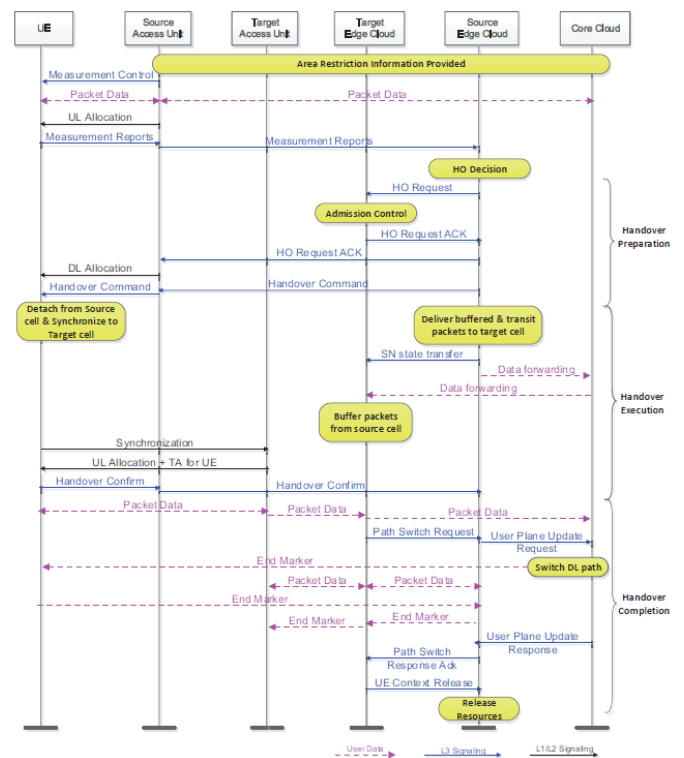 UE
Source
Access Unit
Target
Access Unit
Target
Edge Cloud
Source
Edge Cloud
Core Cloud
Area Restriction Information Provided
Measurement Control
Packet Data
Packet Data
UL Allocation
Measurement Reports
Measurement Reports
HO Decision
HO Request
Admission Control
HO Request ACK
HO Request ACK
DL Allocation
Handover Command
Handover Command
Handover
Preparation
Detach from Source
cell & Synchronize to
Target cell
Deliver buffered & transit
packets to target cell
SN state transfer
Data forwarding
Data forwarding
Buffer packets
from source cell
Handover
Execution
Synchronization
UL Allocation + TA for UE
Handover Confirm
Handover Confirm
Packet Data
Packet Data
Packet Data
Path Switch Request
User Plane Update
Request
End Marker
Switch DL path
Packet Data
Packet Data
End Marker
End Marker
End Marker
Handover
Completion
User Plane Update
Response
Path Switch
Response Ack
UE Context Release
Release
Resources
User Data
L3 Signaling
L1/L2 Signaling